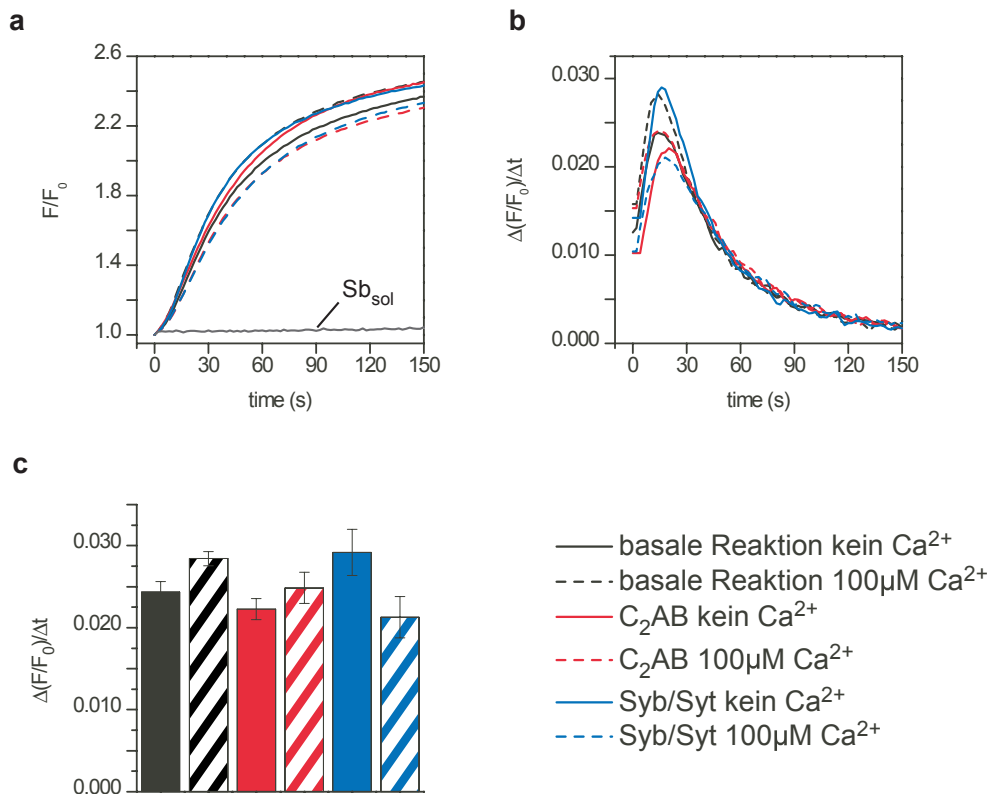 a
2.6
2.2
1.8
1.4
1.0
F/F₀
Sb_sol
0
30
60
90
120
150
time (s)
b
0.030
0.020
0.010
0.000
Δ(F/F₀)/Δt
0
30
60
90
120
150
time (s)
c
0.030
0.020
0.010
0.000
Δ(F/F₀)/Δt
basale Reaktion kein Ca²⁺
basale Reaktion 100µM Ca²⁺
C₂AB kein Ca²⁺
C₂AB 100µM Ca²⁺
Syb/Syt kein Ca²⁺
Syb/Syt 100µM Ca²⁺